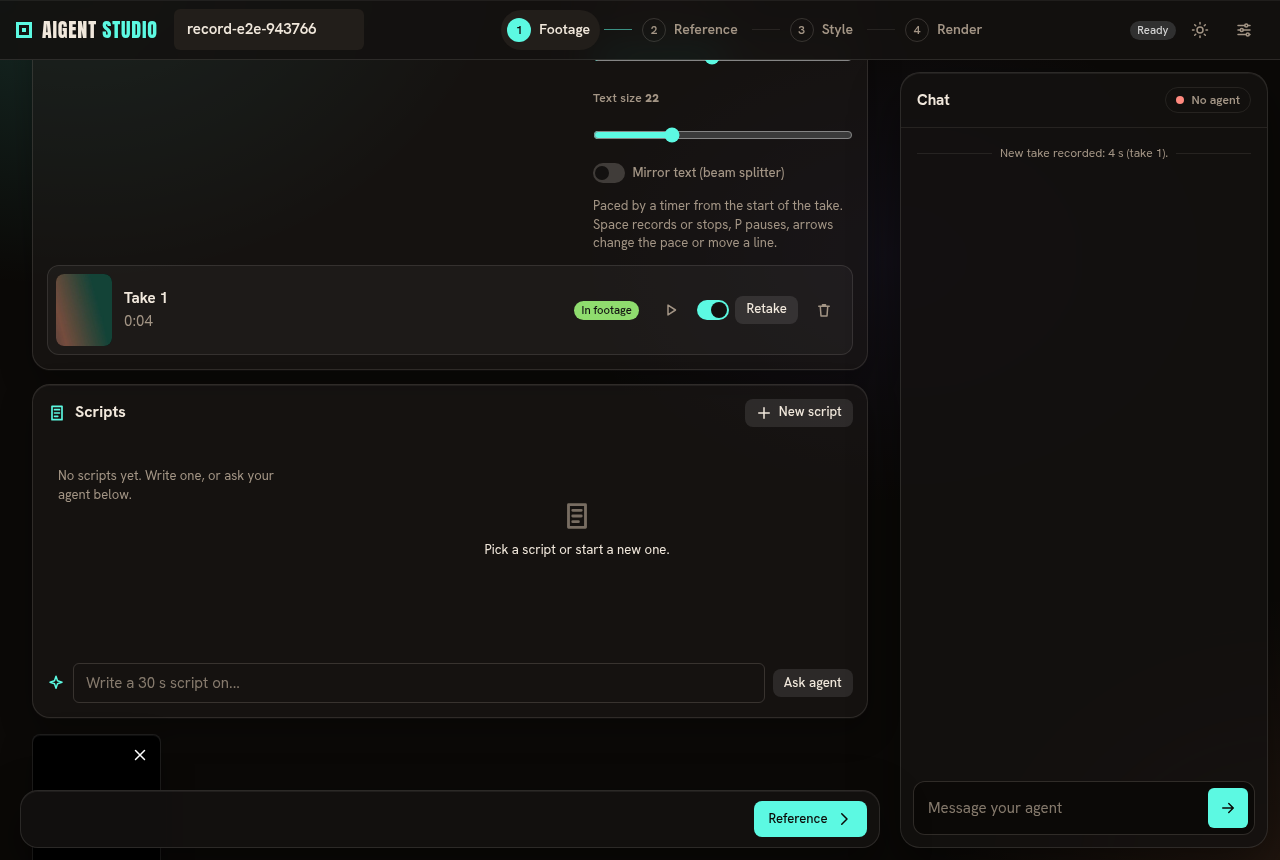 AIGENT STUDIO
record-e2e-943766
1 Footage
2 Reference
3 Style
4 Render
Ready
Text size 22
Mirror text (beam splitter)
Paced by a timer from the start of the take.
Space records or stops, P pauses, arrows
change the pace or move a line.
Take 1
0:04
In footage
Retake
Scripts
New script
No scripts yet. Write one, or ask your
agent below.
Pick a script or start a new one.
Write a 30 s script on...
Ask agent
Reference
Chat
No agent
New take recorded: 4 s (take 1).
Message your agent